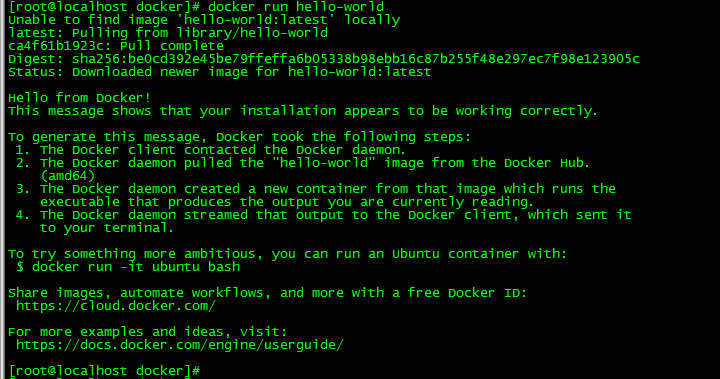 [root@localhost docker]# docker run hello-world
Unable to find image 'hello-world:latest' locally
latest: Pulling from library/hello-world
ca4f61b1923c: Pull complete
Digest: sha256:be0cd392e45be79ffeffa6b05338b98ebb16c87b255f48e297ec7f98e123905c
Status: Downloaded newer image for hello-world:latest
Hello from Docker!
This message shows that your installation appears to be working correctly.
To generate this message, Docker took the following steps:
1. The Docker client contacted the Docker daemon.
2. The Docker daemon pulled the "hello-world" image from the Docker Hub.
(amd64)
3. The Docker daemon created a new container from that image which runs the
executable that produces the output you are currently reading.
4. The Docker daemon streamed that output to the Docker client, which sent it
to your terminal.
To try something more ambitious, you can run an Ubuntu container with:
$ docker run -it ubuntu bash
Share images, automate workflows, and more with a free Docker ID:
https://cloud.docker.com/
For more examples and ideas, visit:
https://docs.docker.com/engine/userguide/
[root@localhost docker]#